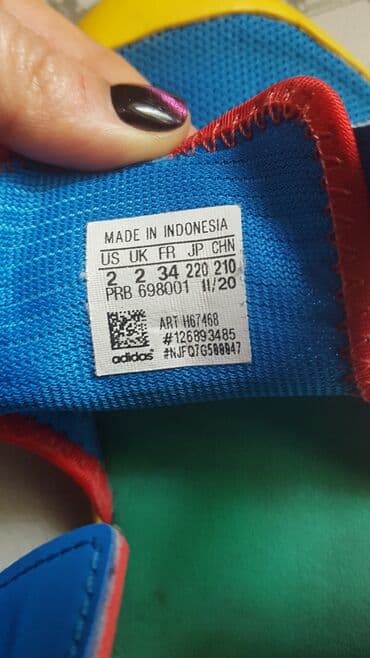 MADE IN INDONESIA
US UK FR JP CHN
2 2 34 220 210
PRB 698001 11/20
ART H67468
#126893485
adidas #NJFQ7G500047